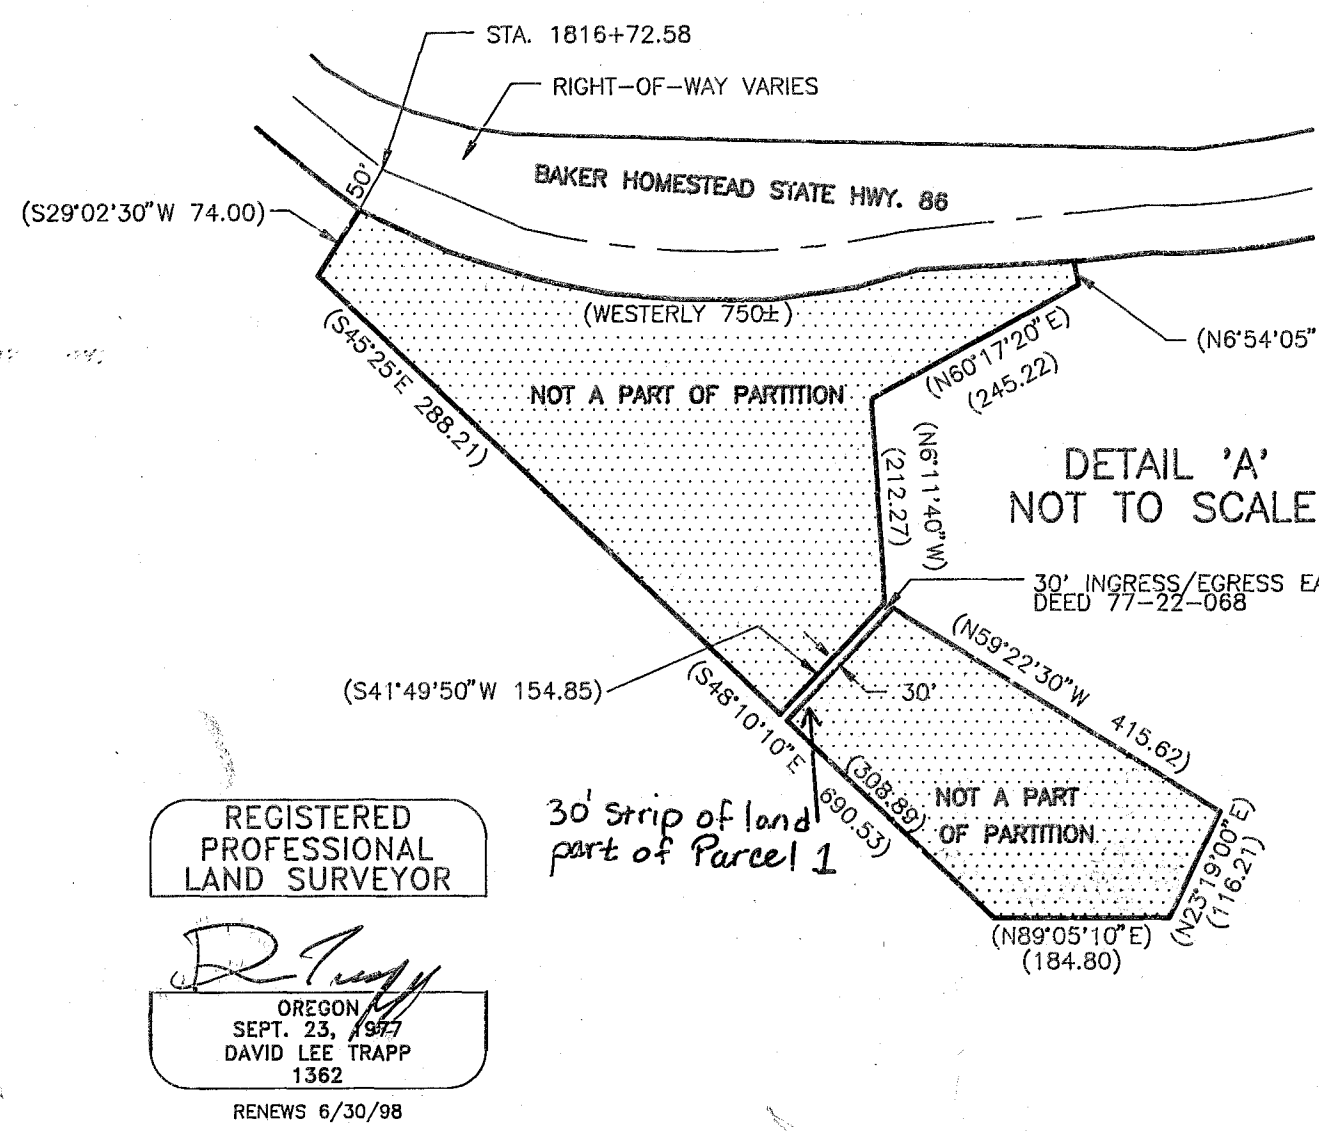 STA. 1816+72.58
RIGHT-OF-WAY VARIES
50'
BAKER HOMESTEAD STATE HWY. 86
(S29°02'30"W 74.00)
(WESTERLY 750±)
(N6°54'05"
(S45°25'E 288.21)
(N60°17'20"E)
(245.22)
NOT A PART OF PARTITION
(N6°11'40"W)
(212.27)
DETAIL 'A'
NOT TO SCALE
30' INGRESS/EGRESS EA
DEED 77-22-068
(N59°22'30"W 415.62)
(S41°49'50"W 154.85)
30'
(S48°10'10"E 690.53)
(308.89)
NOT A PART
OF PARTITION
30' strip of land
part of Parcel 1
(N23°19'00"E)
(116.21)
(N89°05'10"E)
(184.80)
REGISTERED
PROFESSIONAL
LAND SURVEYOR
OREGON
SEPT. 23, 1977
DAVID LEE TRAPP
1362
RENEWS 6/30/98